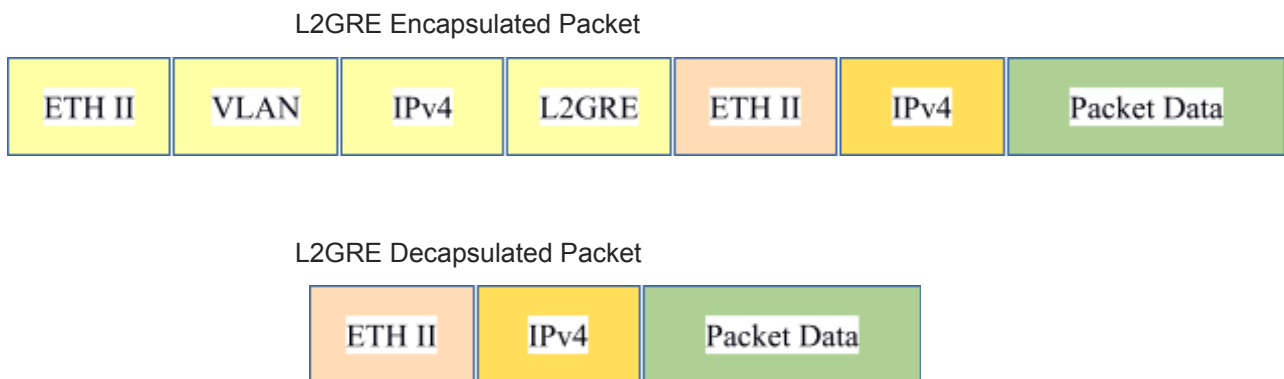 L2GRE Encapsulated Packet
ETH II VLAN IPv4 L2GRE ETH II IPv4 Packet Data
L2GRE Decapsulated Packet
ETH II IPv4 Packet Data